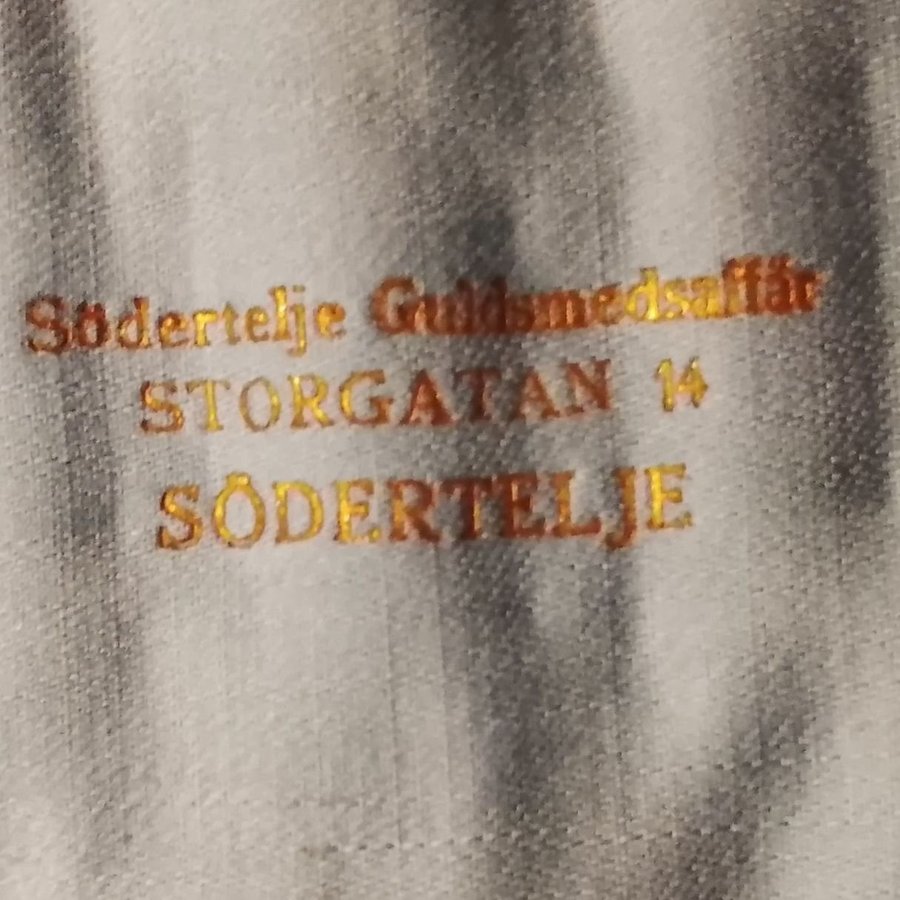 Södertelje Guldsmedsaffär
STORGATAN 14
SÖDERTELJE